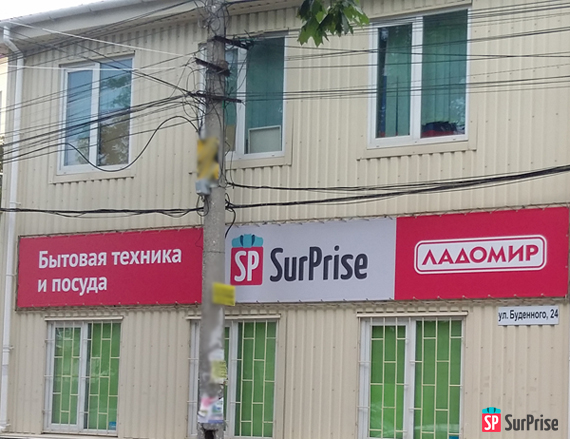 Бытовая техника
и посуда
SP SurPrise
ЛАДОМИР
ул. Буденного, 24
SP SurPrise